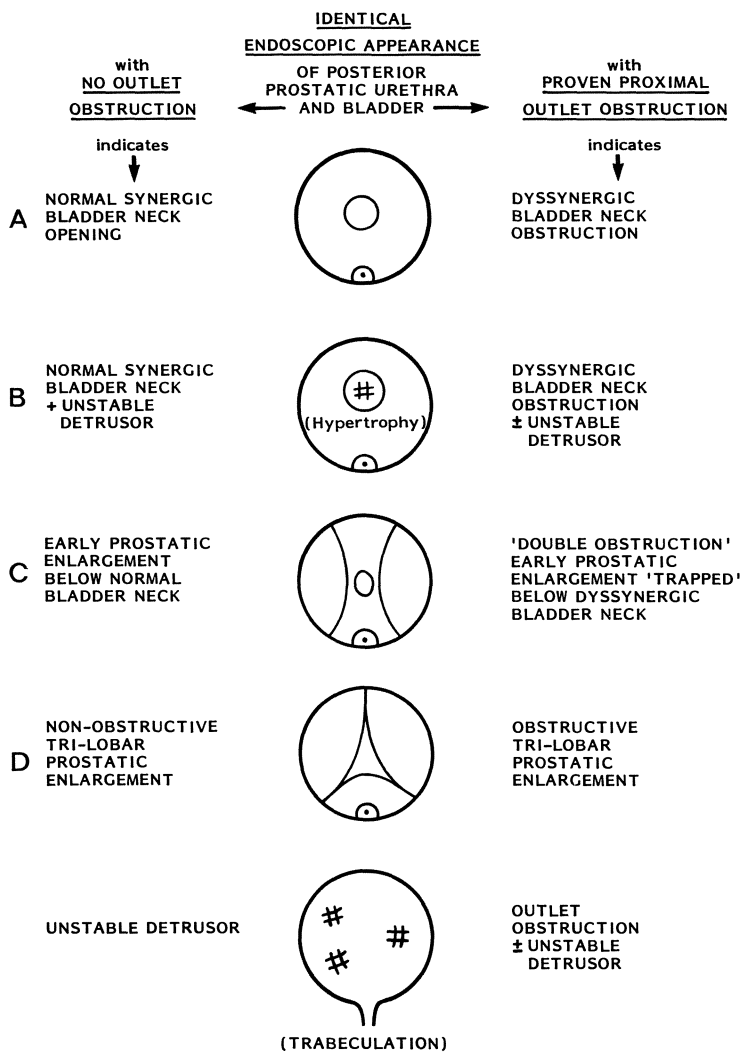 IDENTICAL
ENDOSCOPIC APPEARANCE
OF POSTERIOR
PROSTATIC URETHRA
AND BLADDER
with
NO OUTLET
OBSTRUCTION
indicates
with
PROVEN PROXIMAL
OUTLET OBSTRUCTION
indicates
A
NORMAL SYNERGIC
BLADDER NECK
OPENING
DYSSYNERGIC
BLADDER NECK
OBSTRUCTION
B
NORMAL SYNERGIC
BLADDER NECK
+ UNSTABLE
DETRUSOR
(Hypertrophy)
DYSSYNERGIC
BLADDER NECK
OBSTRUCTION
± UNSTABLE
DETRUSOR
C
EARLY PROSTATIC
ENLARGEMENT
BELOW NORMAL
BLADDER NECK
'DOUBLE OBSTRUCTION'
EARLY PROSTATIC
ENLARGEMENT 'TRAPPED'
BELOW DYSSYNERGIC
BLADDER NECK
D
NON-OBSTRUCTIVE
TRI-LOBAR
PROSTATIC
ENLARGEMENT
OBSTRUCTIVE
TRI-LOBAR
PROSTATIC
ENLARGEMENT
UNSTABLE DETRUSOR
OUTLET
OBSTRUCTION
± UNSTABLE
DETRUSOR
(TRABECULATION)